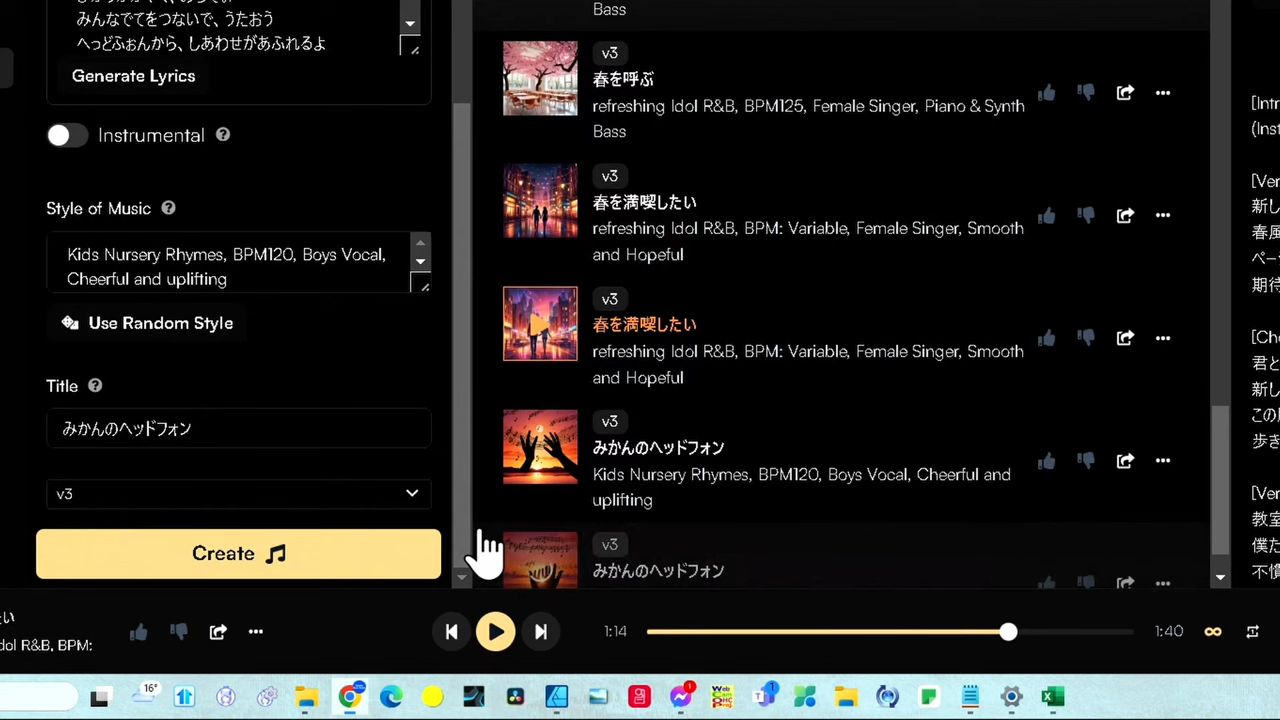 みんなでてをつないで、うたおう
へっどふぉんから、しあわせがあふれるよ
Generate Lyrics
Instrumental
Style of Music
Kids Nursery Rhymes, BPM120, Boys Vocal,
Cheerful and uplifting
Use Random Style
Title
みかんのヘッドフォン
v3
Create
Bass
v3
春を呼ぶ
refreshing Idol R&B, BPM125, Female Singer, Piano & Synth
Bass
v3
春を満喫したい
refreshing Idol R&B, BPM: Variable, Female Singer, Smooth
and Hopeful
v3
春を満喫したい
refreshing Idol R&B, BPM: Variable, Female Singer, Smooth
and Hopeful
v3
みかんのヘッドフォン
Kids Nursery Rhymes, BPM120, Boys Vocal, Cheerful and
uplifting
v3
みかんのヘッドフォン
[Intr
(Inst
[Ver
新し
春風
ペー
期待
[Cho
君と
新し
この
歩き
[Ver
教室
僕た
不慣
たい
dol R&B, BPM:
1:14
1:40
16°